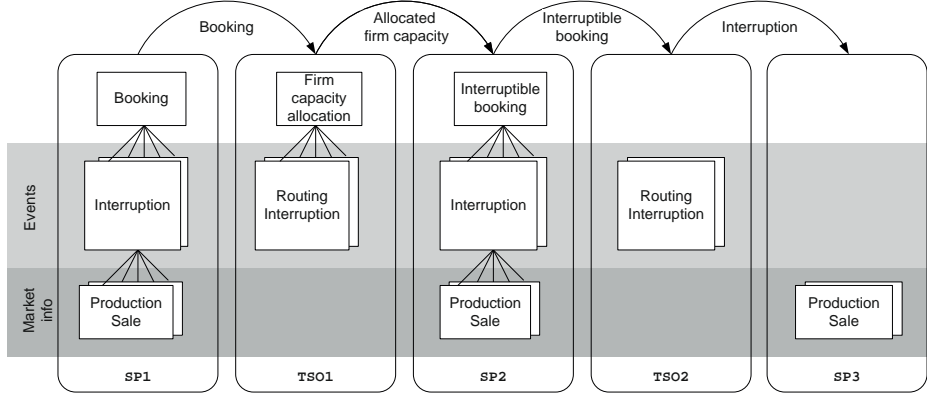 Booking
Allocated
firm capacity
Interruptible
booking
Interruption
Booking
Firm
capacity
allocation
Interruptible
booking
Events
Interruption
Routing
Interruption
Interruption
Routing
Interruption
Market
info
Production
Sale
Production
Sale
Production
Sale
SP1
TSO1
SP2
TSO2
SP3